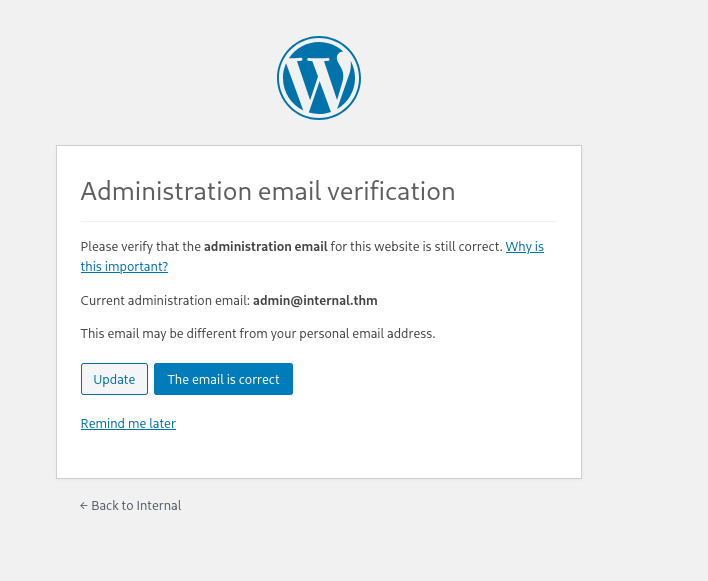 Administration email verification
Please verify that the administration email for this website is still correct. Why is
this important?
Current administration email: admin@internal.thm
This email may be different from your personal email address.
Update The email is correct
Remind me later
← Back to Internal